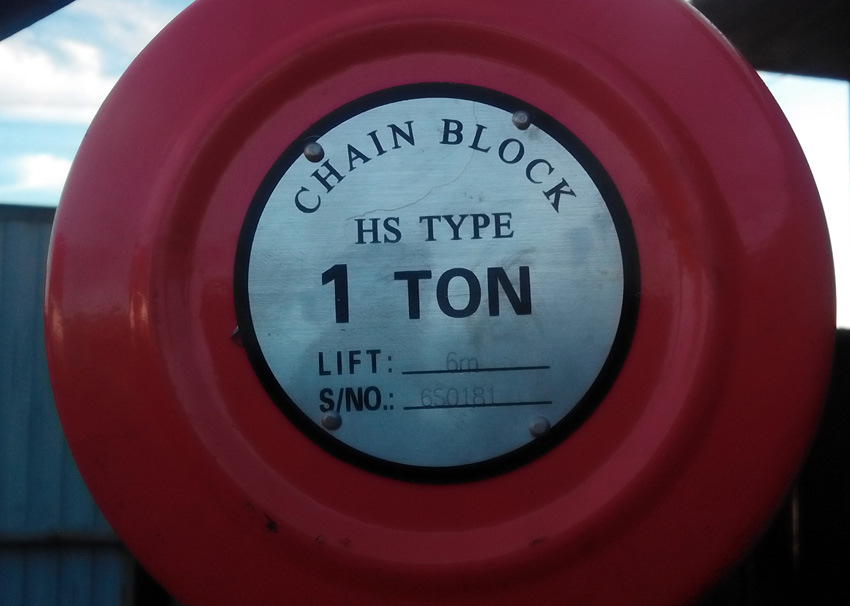 CHAIN BLOCK
HS TYPE
1 TON
LIFT: 6m
S/NO.: 6S0181